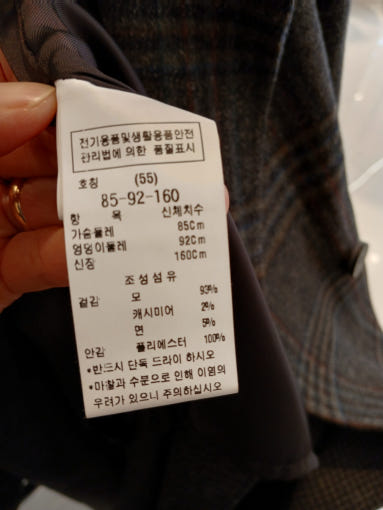 전기용품및생활용품안전
관리법에 의한 품질표시
호칭 (55)
85-92-160
항 목 신체치수
가슴둘레 85Cm
엉덩이둘레 92Cm
신장 160Cm
조성섬유
겉감 모 93%
캐시미어 2%
면 5%
안감 폴리에스터 100%
*반드시 단독 드라이 하시오
*마찰과 수분으로 인해 이염의
우려가 있으니 주의하십시오